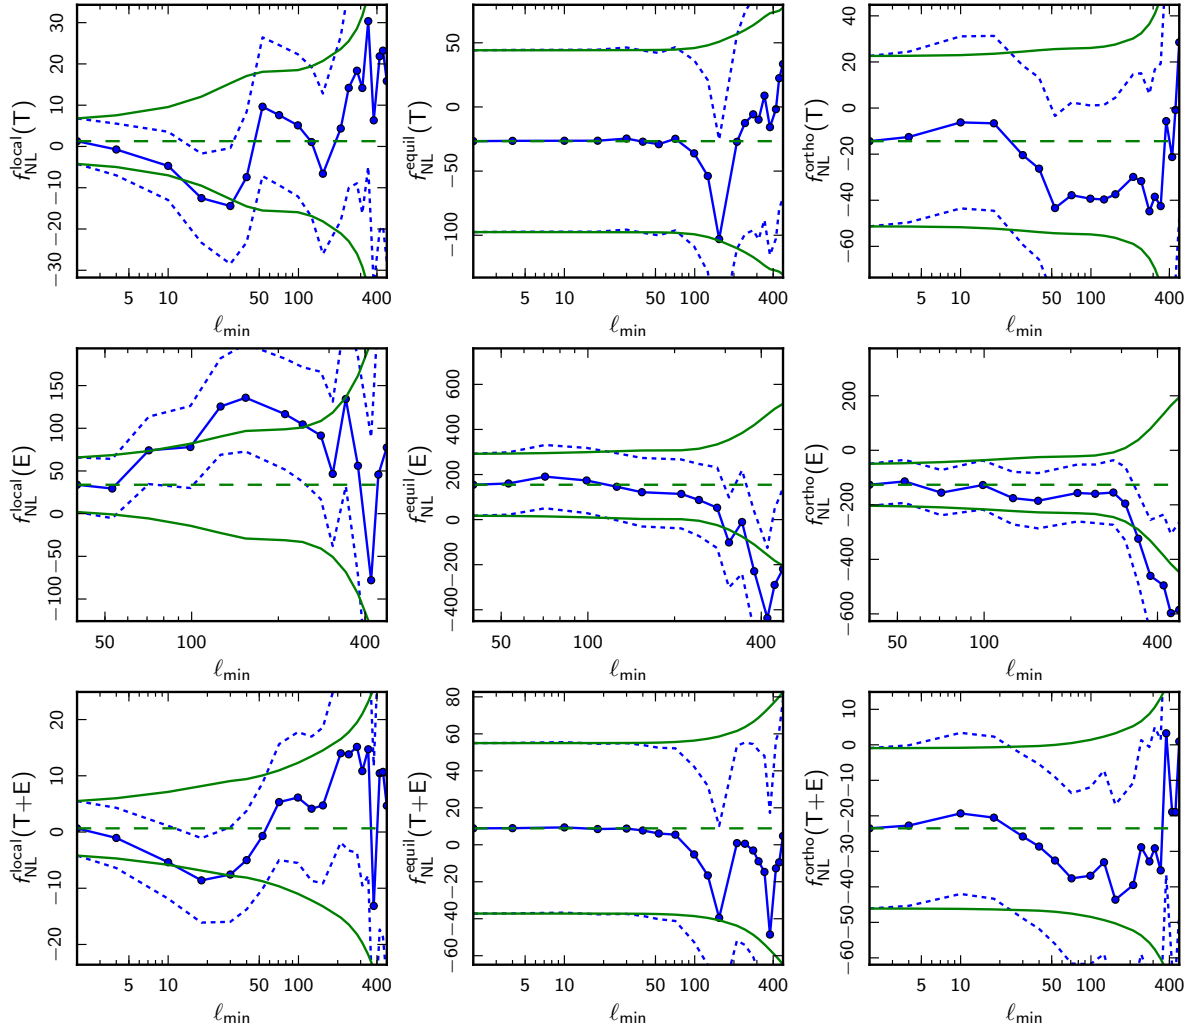 f_NL^local (T)
30
20
10
0
−10
−20
−30
5 10 50 100 400
ℓ_min
f_NL^equil (T)
50
0
−50
−100
5 10 50 100 400
ℓ_min
f_NL^ortho (T)
40
20
0
−20
−40
−60
5 10 50 100 400
ℓ_min
f_NL^local (E)
150
100
50
0
−50
−100
50 100 400
ℓ_min
f_NL^equil (E)
600
400
200
0
−200
−400
50 100 400
ℓ_min
f_NL^ortho (E)
200
0
−200
−400
−600
50 100 400
ℓ_min
f_NL^local (T+E)
20
10
0
−10
−20
5 10 50 100 400
ℓ_min
f_NL^equil (T+E)
80
60
40
20
0
−20
−40
−60
5 10 50 100 400
ℓ_min
f_NL^ortho (T+E)
10
0
−10
−20
−30
−40
−50
−60
5 10 50 100 400
ℓ_min